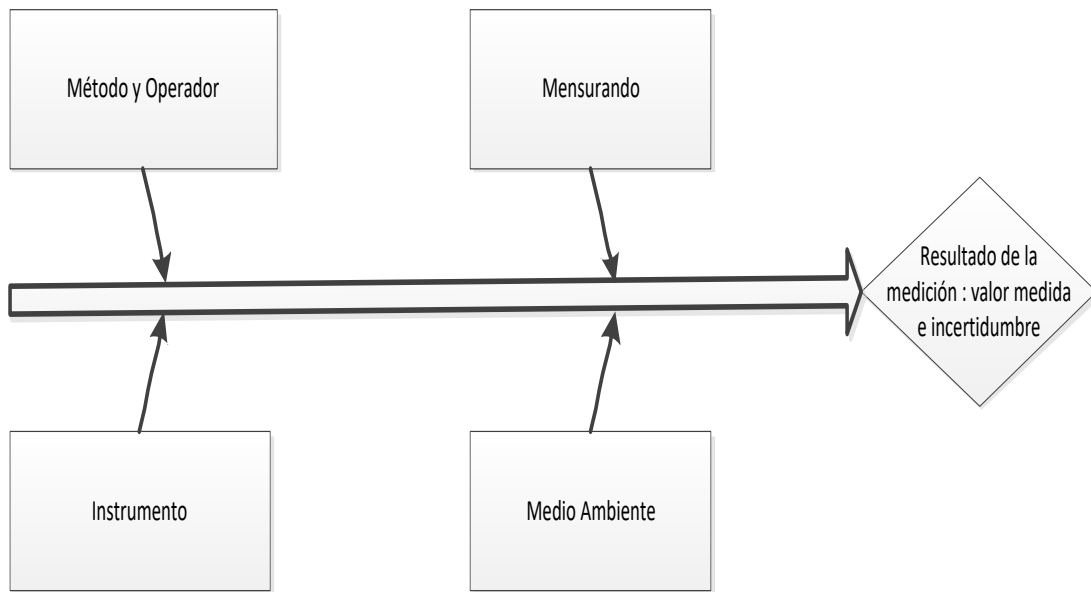 Método y Operador
Mensurando
Resultado de la
medición : valor medida
e incertidumbre
Instrumento
Medio Ambiente